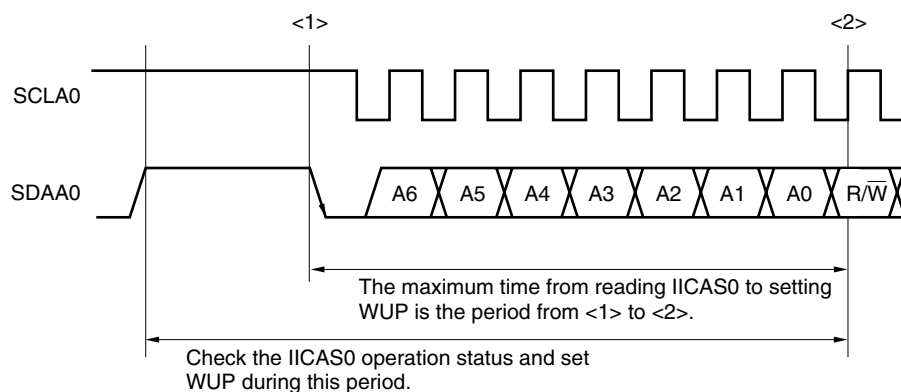 <1> <2>
SCLA0
SDAA0 A6 A5 A4 A3 A2 A1 A0 R/W̅
The maximum time from reading IICAS0 to setting
WUP is the period from <1> to <2>.
Check the IICAS0 operation status and set
WUP during this period.